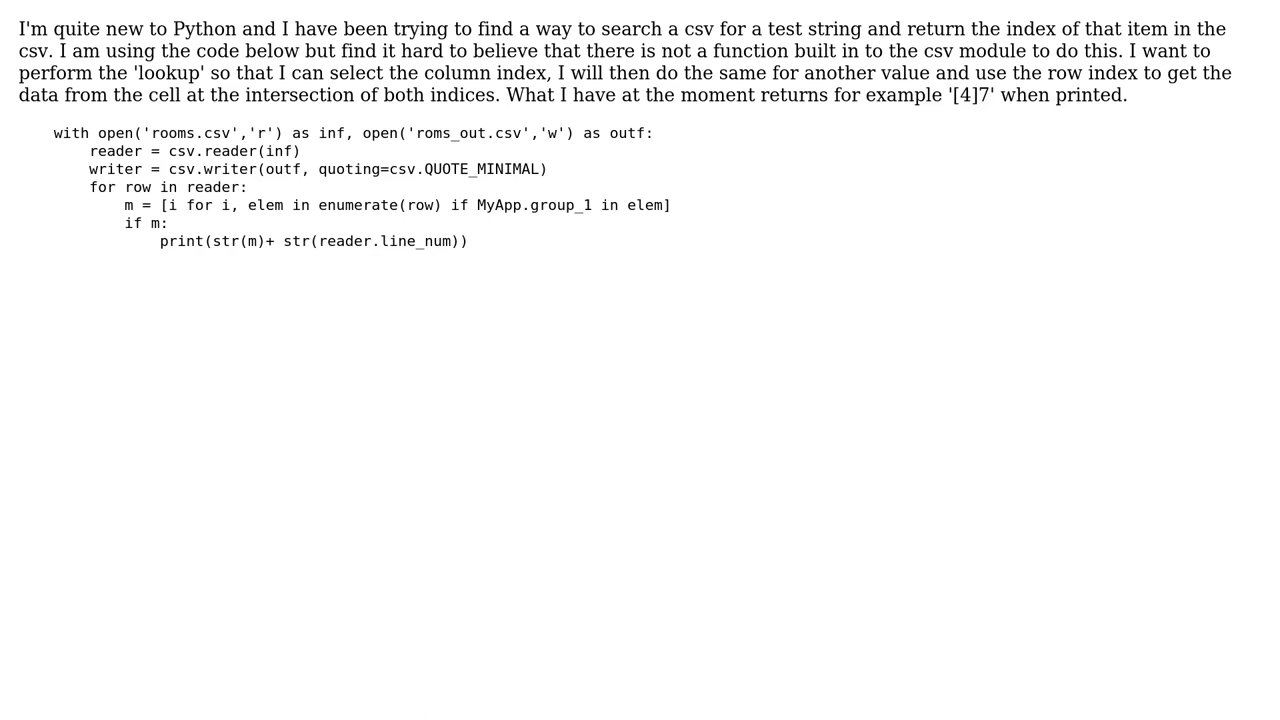 I'm quite new to Python and I have been trying to find a way to search a csv for a test string and return the index of that item in the
csv. I am using the code below but find it hard to believe that there is not a function built in to the csv module to do this. I want to
perform the 'lookup' so that I can select the column index, I will then do the same for another value and use the row index to get the
data from the cell at the intersection of both indices. What I have at the moment returns for example '[4]7' when printed.
with open('rooms.csv','r') as inf, open('roms_out.csv','w') as outf:
    reader = csv.reader(inf)
    writer = csv.writer(outf, quoting=csv.QUOTE_MINIMAL)
    for row in reader:
        m = [i for i, elem in enumerate(row) if MyApp.group_1 in elem]
        if m:
            print(str(m)+ str(reader.line_num))